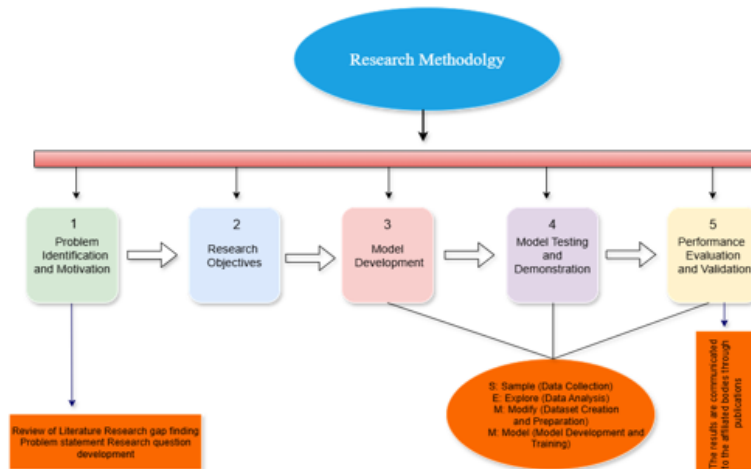 Research Methodolgy
1
Problem
Identification
and Motivation
2
Research
Objectives
3
Model
Development
4
Model Testing
and
Demonstration
5
Performance
Evaluation
and Validation
Review of Literature Research gap finding
Problem statement Research question
development
S: Sample (Data Collection)
E: Explore (Data Analysis)
M: Modify (Dataset Creation
and Preparation)
M: Model (Model Development and
Training)
The results are communicated
to the affiliated bodies through
publications